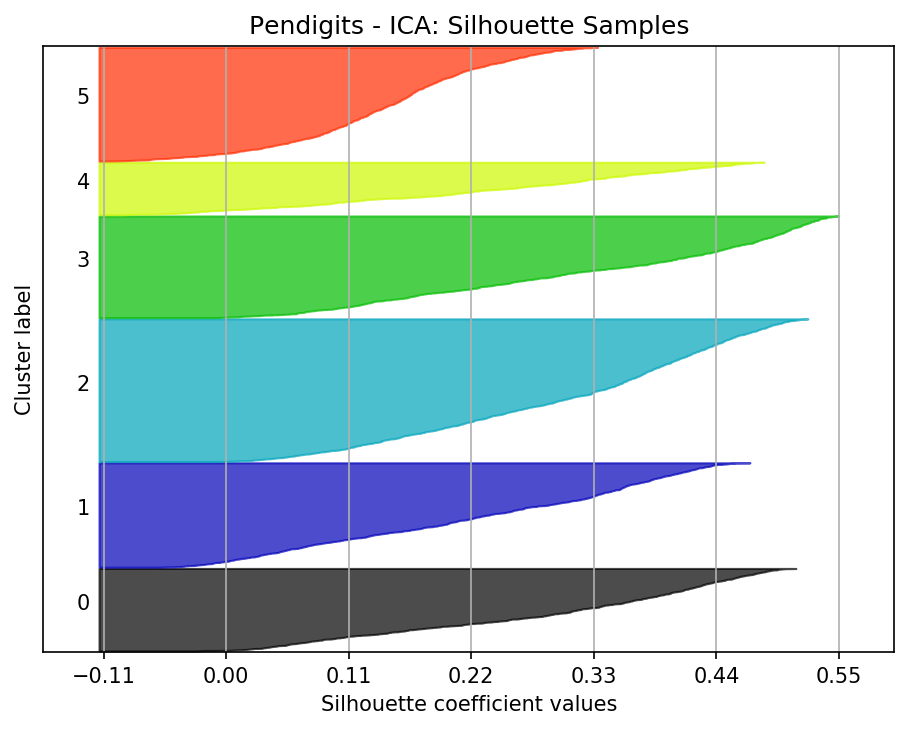 Pendigits - ICA: Silhouette Samples
5
4
3
2
1
0
Cluster label
−0.11 0.00 0.11 0.22 0.33 0.44 0.55
Silhouette coefficient values